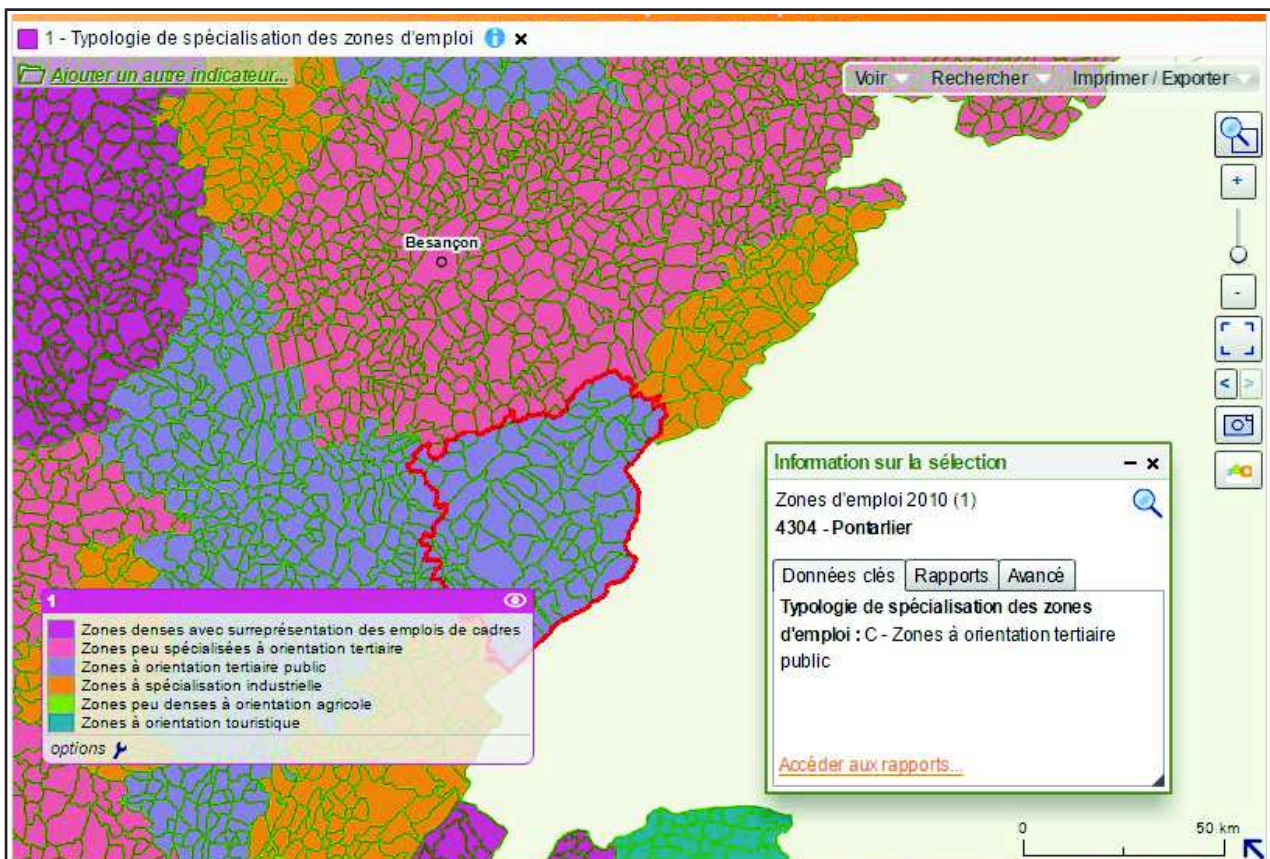 1 - Typologie de spécialisation des zones d'emploi
Ajouter un autre indicateur...
Voir Rechercher Imprimer / Exporter
+
Besançon
-
< >
Information sur la sélection
Zones d'emploi 2010 (1)
4304 - Pontarlier
Données clés Rapports Avancé
Typologie de spécialisation des zones
d'emploi : C - Zones à orientation tertiaire
public
Accéder aux rapports...
1
Zones denses avec surreprésentation des emplois de cadres
Zones peu spécialisées à orientation tertiaire
Zones à orientation tertiaire public
Zones à spécialisation industrielle
Zones peu denses à orientation agricole
Zones à orientation touristique
options
0 50 km